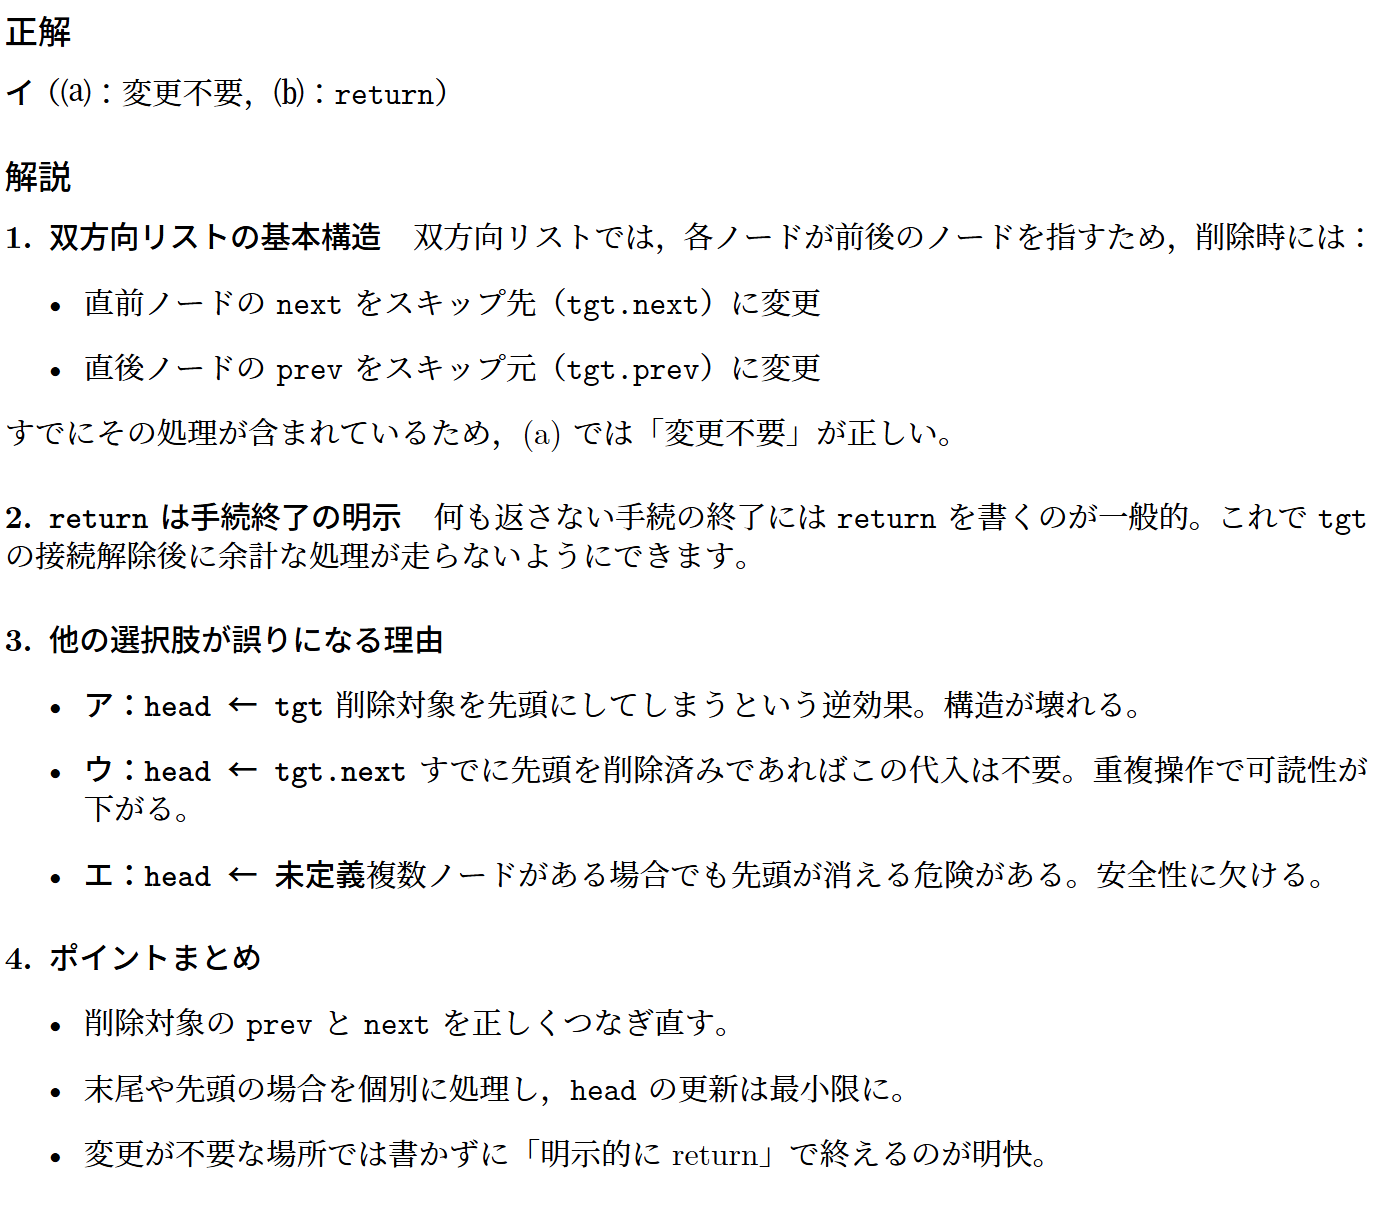 正解
イ（(a)：変更不要，(b)：return）
解説
1. 双方向リストの基本構造　双方向リストでは，各ノードが前後のノードを指すため，削除時には：
• 直前ノードの next をスキップ先（tgt.next）に変更
• 直後ノードの prev をスキップ元（tgt.prev）に変更
すでにその処理が含まれているため，(a) では「変更不要」が正しい。
2. return は手続終了の明示　何も返さない手続の終了には return を書くのが一般的。これで tgt
の接続解除後に余計な処理が走らないようにできます。
3. 他の選択肢が誤りになる理由
• ア：head ← tgt 削除対象を先頭にしてしまうという逆効果。構造が壊れる。
• ウ：head ← tgt.next すでに先頭を削除済みであればこの代入は不要。重複操作で可読性が
下がる。
• エ：head ← 未定義複数ノードがある場合でも先頭が消える危険がある。安全性に欠ける。
4. ポイントまとめ
• 削除対象の prev と next を正しくつなぎ直す。
• 末尾や先頭の場合を個別に処理し，head の更新は最小限に。
• 変更が不要な場所では書かずに「明示的に return」で終えるのが明快。